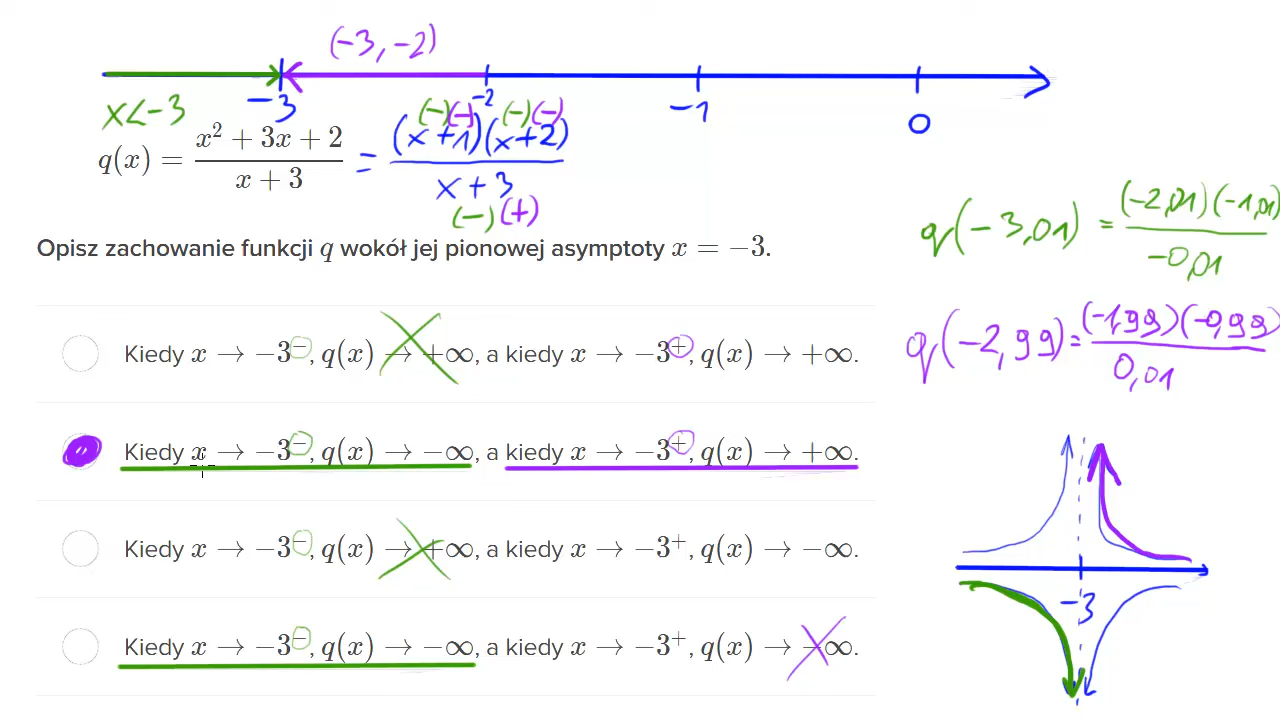 (-3, -2)
x<-3 -3 -2 -1 0
(-)(-) (-)(-)
q(x) = (x² + 3x + 2)/(x + 3) = (x+1)(x+2)/(x+3)
(-)(+)
q(-3,01) = (-2,01)(-1,01)/-0,01
Opisz zachowanie funkcji q wokół jej pionowej asymptoty x = −3.
q(-2,99) = (-1,99)(-0,99)/0,01
Kiedy x → −3⁻, q(x) → +∞, a kiedy x → −3⁺, q(x) → +∞.
Kiedy x → −3⁻, q(x) → −∞, a kiedy x → −3⁺, q(x) → +∞.
Kiedy x → −3⁻, q(x) → +∞, a kiedy x → −3⁺, q(x) → −∞.
Kiedy x → −3⁻, q(x) → −∞, a kiedy x → −3⁺, q(x) → −∞.
-3